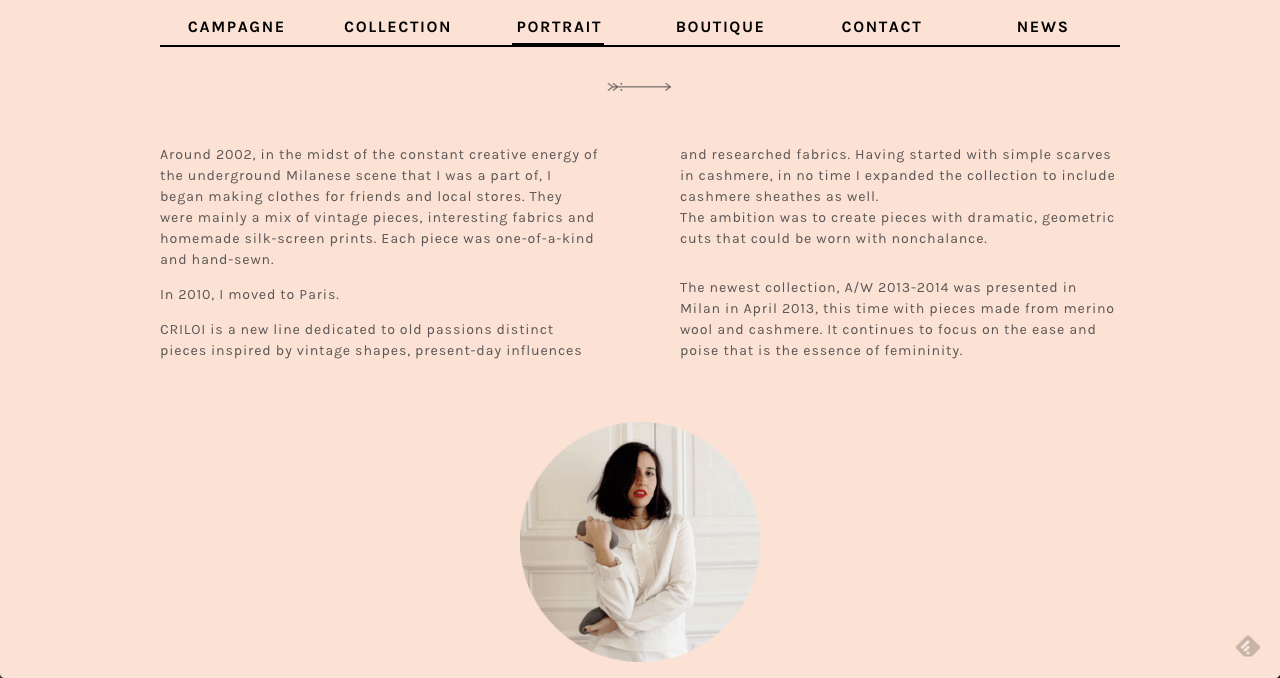 CAMPAGNE COLLECTION PORTRAIT BOUTIQUE CONTACT NEWS
Around 2002, in the midst of the constant creative energy of
the underground Milanese scene that I was a part of, I
began making clothes for friends and local stores. They
were mainly a mix of vintage pieces, interesting fabrics and
homemade silk-screen prints. Each piece was one-of-a-kind
and hand-sewn.
In 2010, I moved to Paris.
CRILOI is a new line dedicated to old passions distinct
pieces inspired by vintage shapes, present-day influences
and researched fabrics. Having started with simple scarves
in cashmere, in no time I expanded the collection to include
cashmere sheathes as well.
The ambition was to create pieces with dramatic, geometric
cuts that could be worn with nonchalance.
The newest collection, A/W 2013-2014 was presented in
Milan in April 2013, this time with pieces made from merino
wool and cashmere. It continues to focus on the ease and
poise that is the essence of femininity.